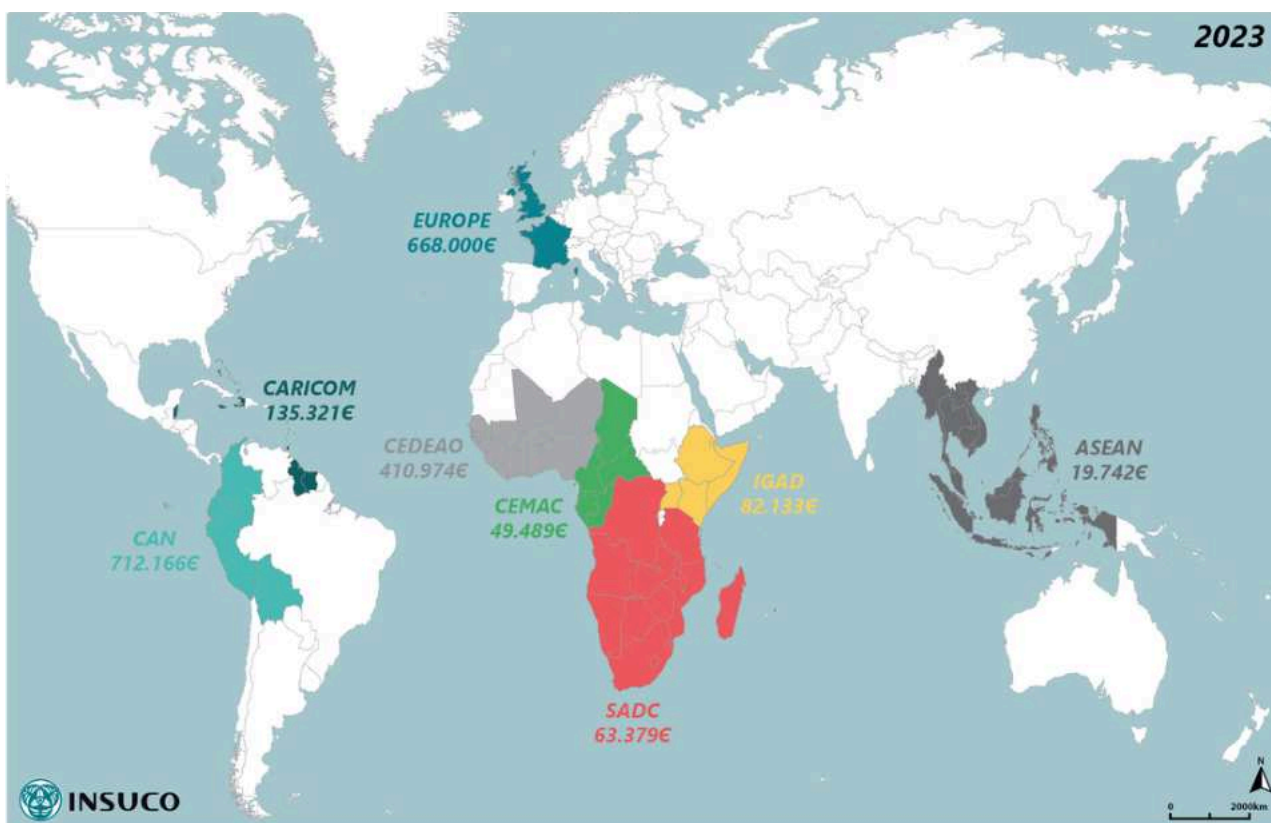 2023
EUROPE
668.000€
CARICOM
135.321€
CEDEAO
410.974€
ASEAN
19.742€
IGAD
82.133€
CEMAC
49.489€
CAN
712.166€
SADC
63.379€
INSUCO
N
0 2000km